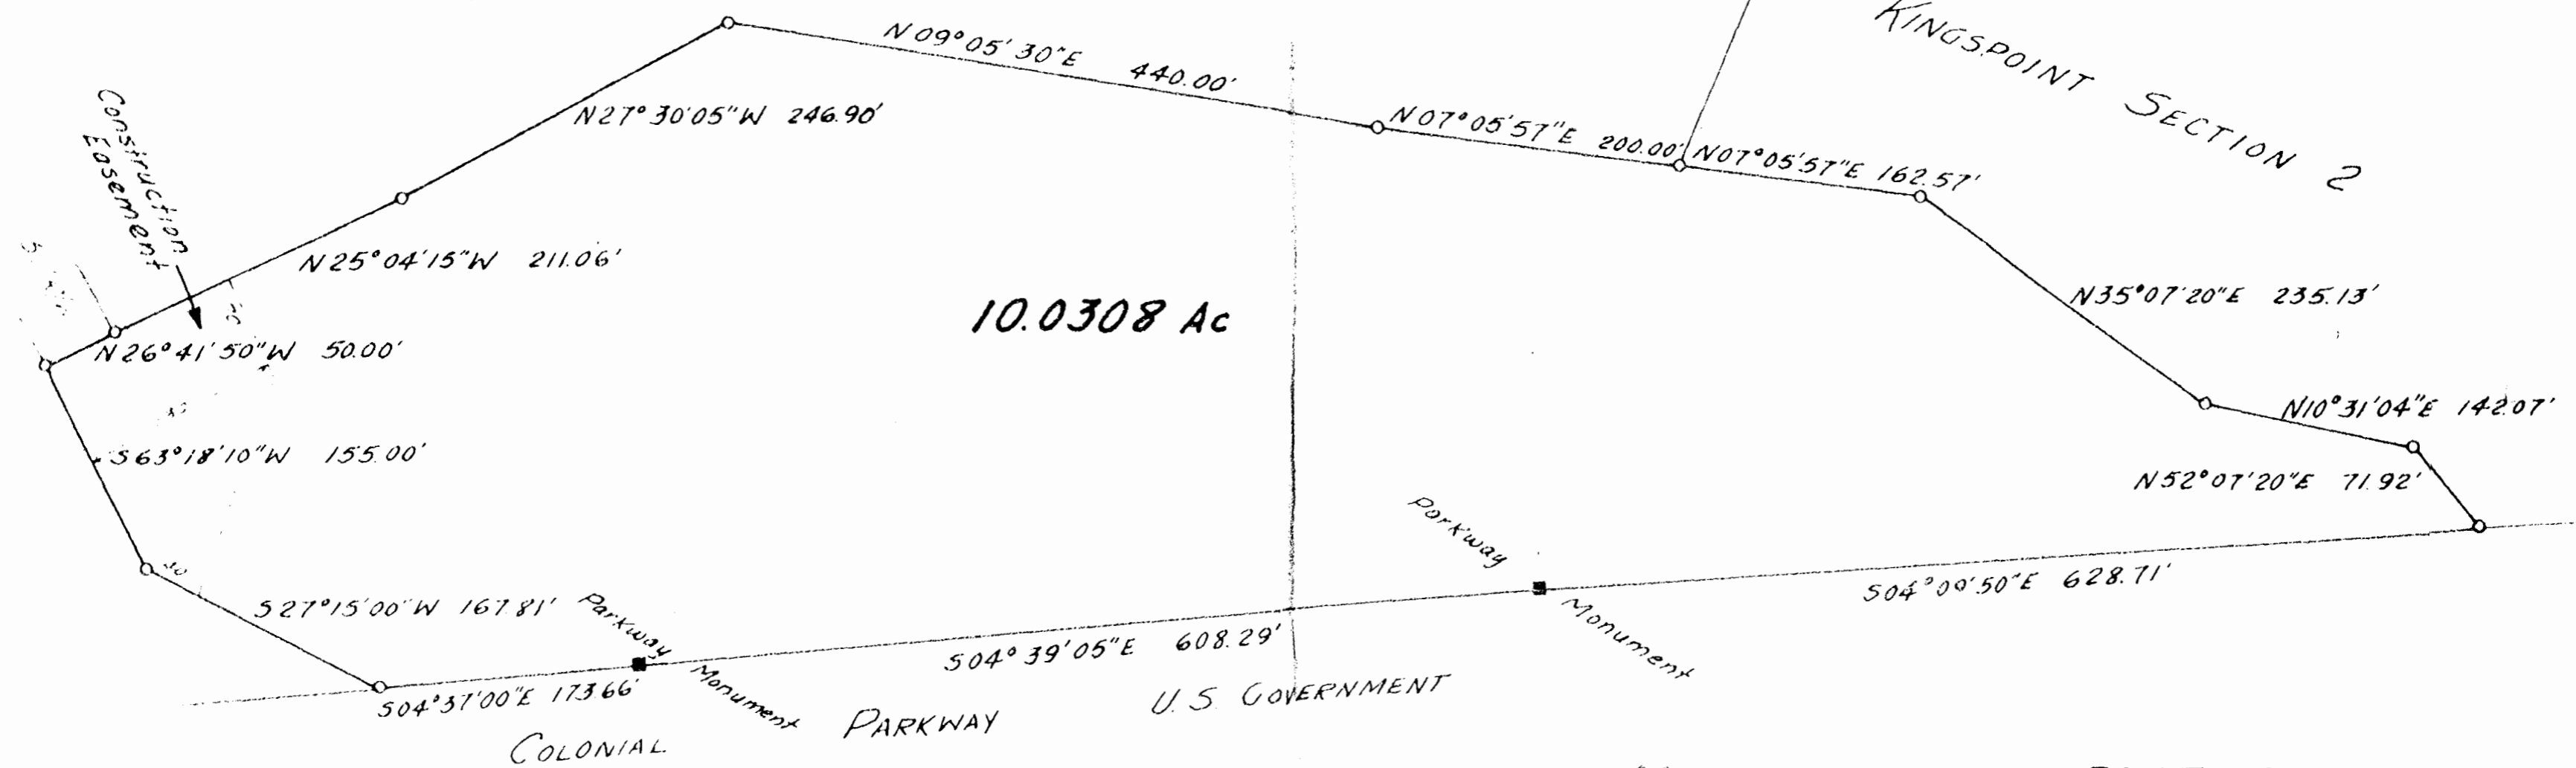 KINGSPOINT SECTION 2
N09°05'30"E 440.00'
N27°30'05"W 246.90'
N07°05'57"E 200.00'
N07°05'57"E 162.57'
Construction
Easement
N25°04'15"W 211.06'
N35°07'20"E 235.13'
10.0308 Ac
N26°41'50"W 50.00'
N10°31'04"E 142.07'
S63°18'10"W 155.00'
N52°07'20"E 71.92'
Parkway
Monument
S04°09'50"E 628.71'
S27°15'00"W 167.81'
Parkway
Monument
S04°39'05"E 608.29'
S04°37'00"E 173.66'
U.S. GOVERNMENT
COLONIAL PARKWAY